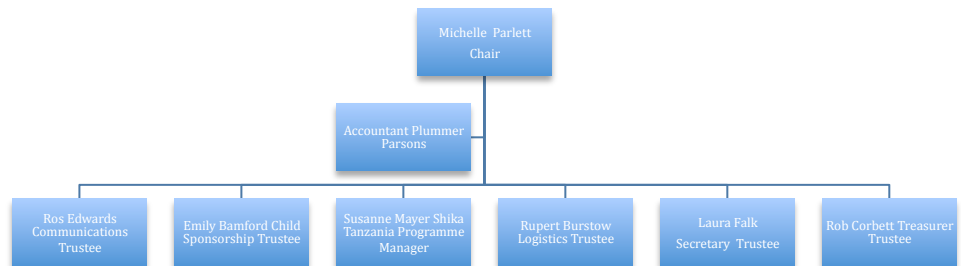 Michelle Parlett
Chair
Accountant Plummer
Parsons
Ros Edwards
Communications
Trustee
Emily Bamford Child
Sponsorship Trustee
Susanne Mayer Shika
Tanzania Programme
Manager
Rupert Burstow
Logistics Trustee
Laura Falk
Secretary Trustee
Rob Corbett Treasurer
Trustee